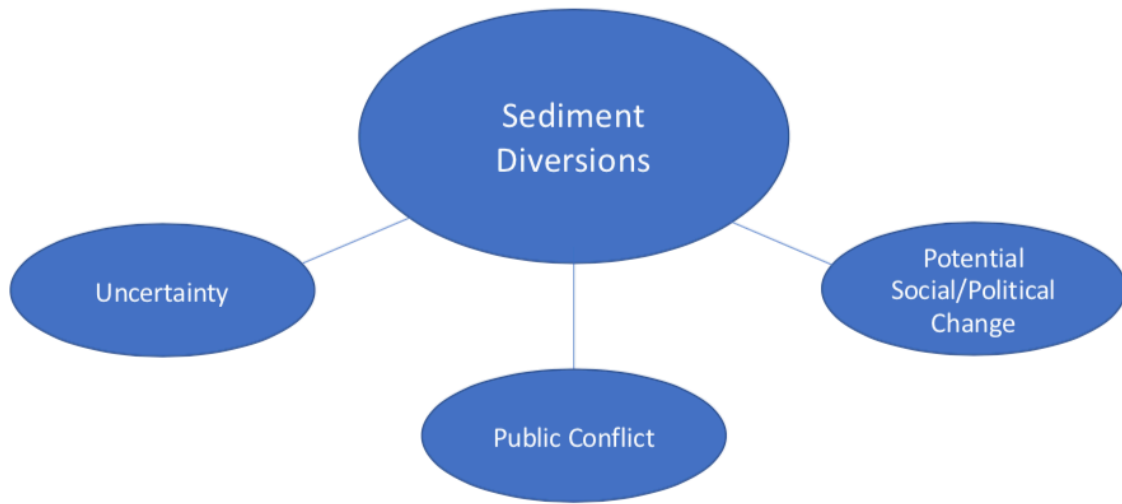 Sediment
Diversions
Uncertainty
Potential
Social/Political
Change
Public Conflict